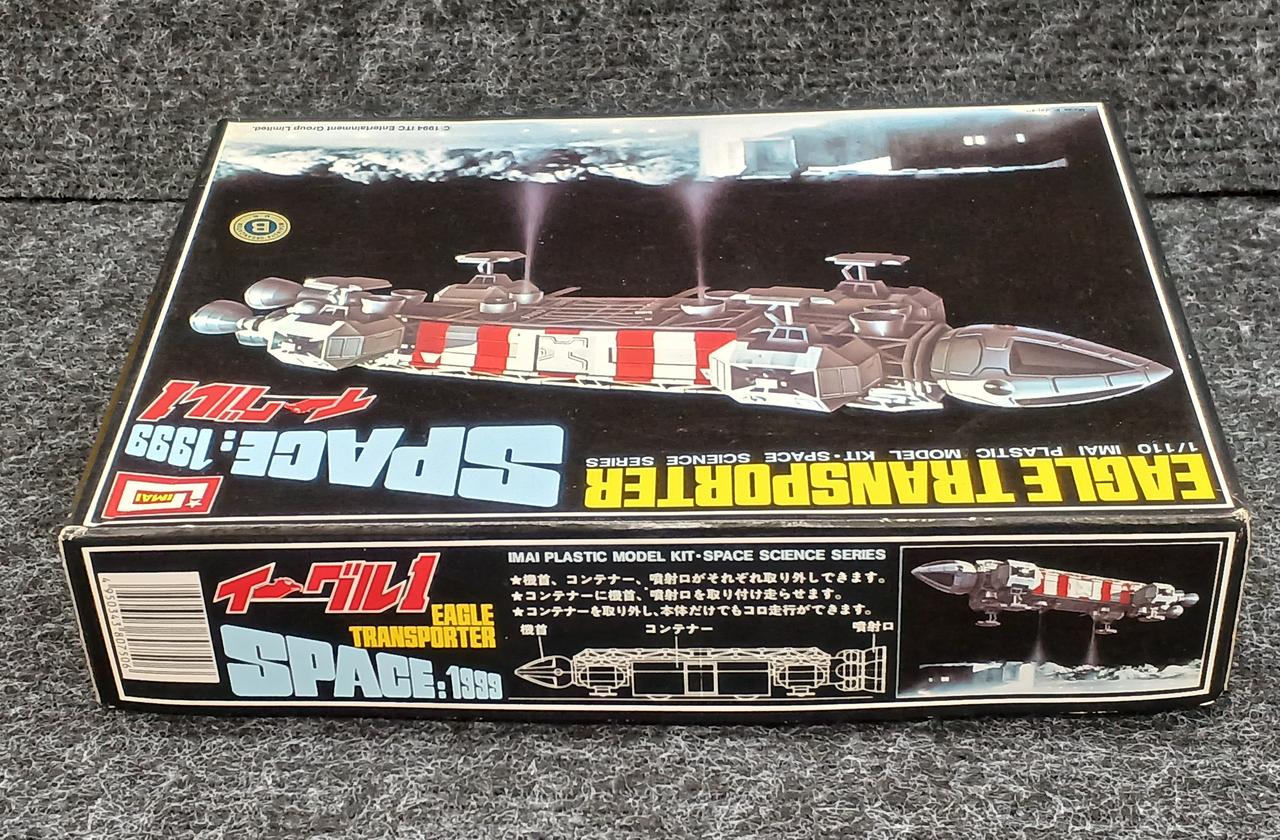 © 1994 ITC Entertainment Group Limited.
B
イーグル1
SPACE:1999
IMAI
1/110 IMAI PLASTIC MODEL KIT・SPACE SCIENCE SERIES
EAGLE TRANSPORTER
イーグル1
EAGLE
TRANSPORTER
SPACE:1999
IMAI PLASTIC MODEL KIT・SPACE SCIENCE SERIES
★機首、コンテナー、噴射口がそれぞれ取り外しできます。
★コンテナーに機首、噴射口を取り付け走らせます。
★コンテナーを取り外し、本体だけでもコロ走行ができます。
機首 コンテナー 噴射口